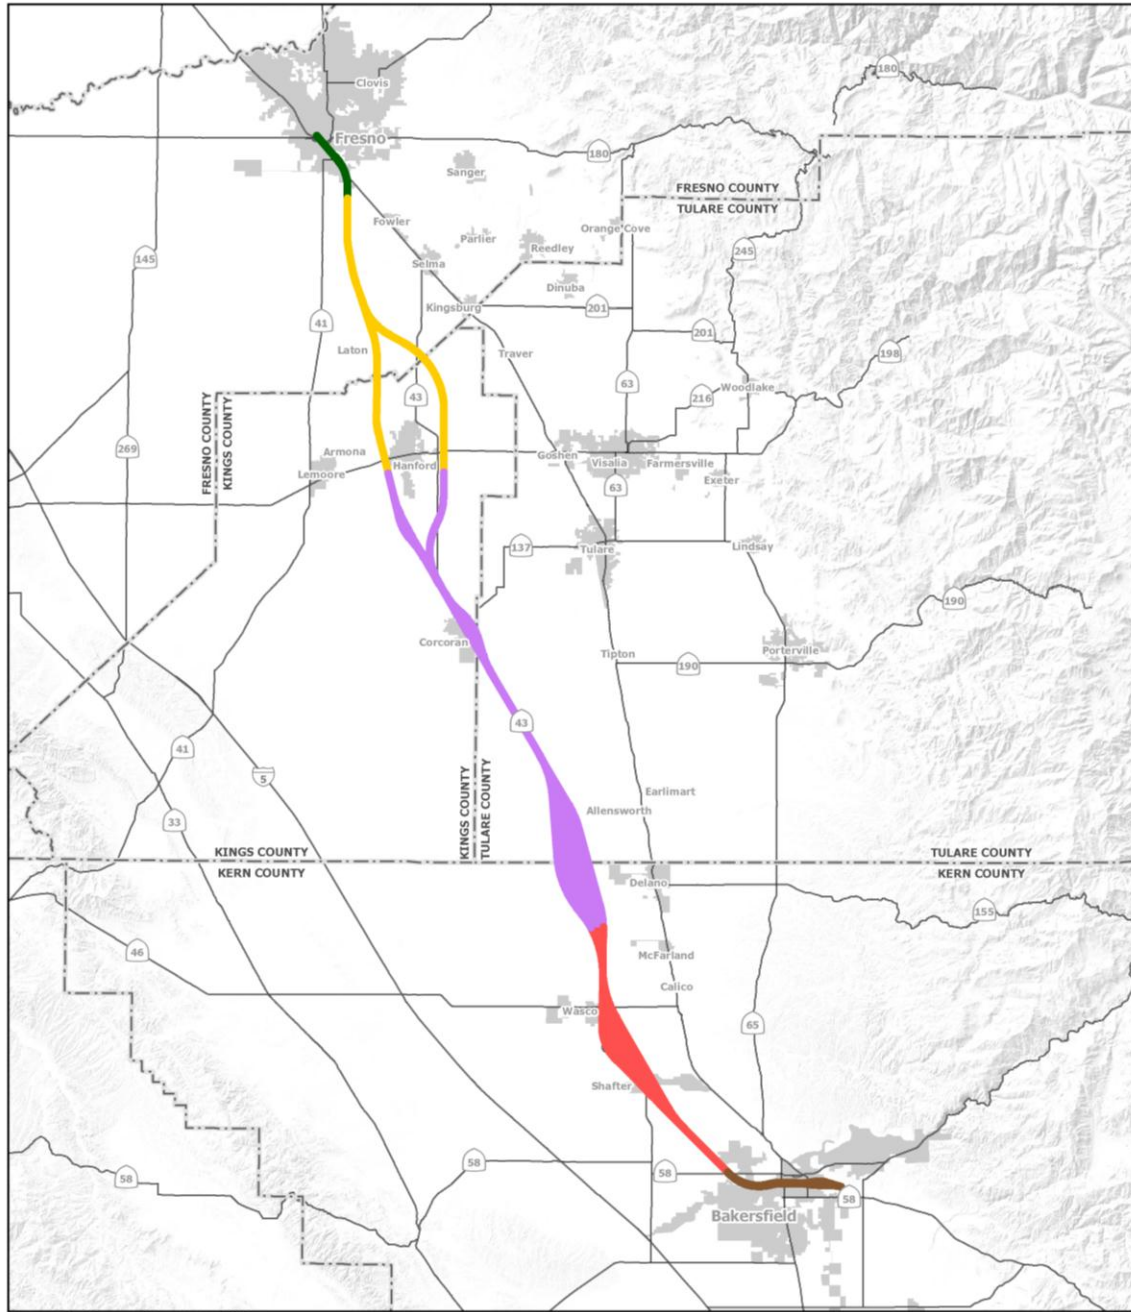 180
Clovis
Fresno
180
Sanger
FRESNO COUNTY
TULARE COUNTY
Fowler
Orange Cove
Parlier
Reedley
245
145
Selma
Dinuba
Kingsburg
201
41
201
Laton
Traver
198
63
Woodlake
43
216
FRESNO COUNTY
KINGS COUNTY
269
Armona
Goshen
Hanford
Visalia
Farmersville
Lemoore
Exeter
63
137
Tulare
Lindsay
190
Corcoran
Tipton
Porterville
190
43
41
5
Earlimart
KINGS COUNTY
TULARE COUNTY
Allensworth
33
KINGS COUNTY
KERN COUNTY
TULARE COUNTY
KERN COUNTY
Delano
155
46
McFarland
Calico
Wasco
65
Shafter
58
58
58
58
Bakersfield